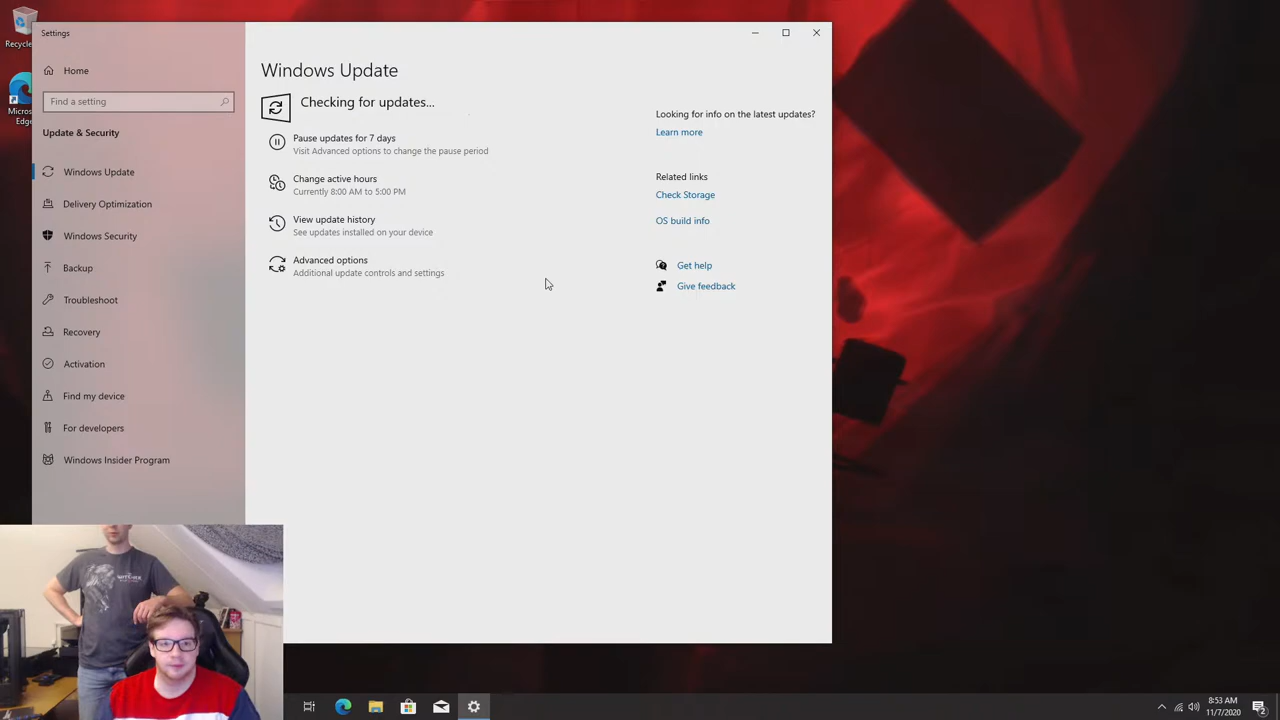 Recycle
Micros
Edge
Settings
Home
Find a setting
Update & Security
Windows Update
Delivery Optimization
Windows Security
Backup
Troubleshoot
Recovery
Activation
Find my device
For developers
Windows Insider Program
Windows Update
Checking for updates...
Pause updates for 7 days
Visit Advanced options to change the pause period
Change active hours
Currently 8:00 AM to 5:00 PM
View update history
See updates installed on your device
Advanced options
Additional update controls and settings
Looking for info on the latest updates?
Learn more
Related links
Check Storage
OS build info
Get help
Give feedback
8:53 AM
11/7/2020
2